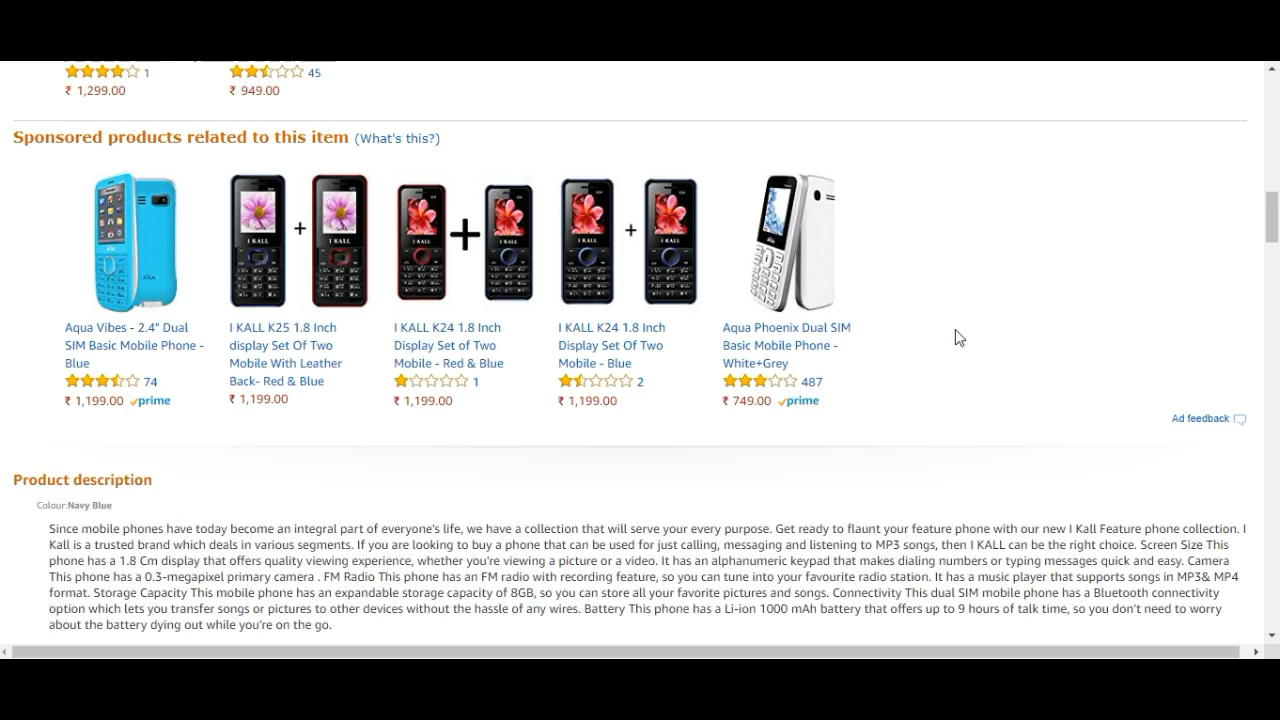 1 45
₹ 1,299.00 ₹ 949.00
Sponsored products related to this item (What's this?)
I KALL I KALL
I KALL I KALL
I KALL I KALL
Aqua Vibes - 2.4" Dual
SIM Basic Mobile Phone -
Blue
74
₹ 1,199.00 prime
I KALL K25 1.8 Inch
display Set Of Two
Mobile With Leather
Back- Red & Blue
₹ 1,199.00
I KALL K24 1.8 Inch
Display Set of Two
Mobile - Red & Blue
1
₹ 1,199.00
I KALL K24 1.8 Inch
Display Set Of Two
Mobile - Blue
2
₹ 1,199.00
Aqua Phoenix Dual SIM
Basic Mobile Phone -
White+Grey
487
₹ 749.00 prime
Ad feedback
Product description
Colour:Navy Blue
Since mobile phones have today become an integral part of everyone's life, we have a collection that will serve your every purpose. Get ready to flaunt your feature phone with our new I Kall Feature phone collection. I
Kall is a trusted brand which deals in various segments. If you are looking to buy a phone that can be used for just calling, messaging and listening to MP3 songs, then I KALL can be the right choice. Screen Size This
phone has a 1.8 Cm display that offers quality viewing experience, whether you're viewing a picture or a video. It has an alphanumeric keypad that makes dialing numbers or typing messages quick and easy. Camera
This phone has a 0.3-megapixel primary camera . FM Radio This phone has an FM radio with recording feature, so you can tune into your favourite radio station. It has a music player that supports songs in MP3& MP4
format. Storage Capacity This mobile phone has an expandable storage capacity of 8GB, so you can store all your favorite pictures and songs. Connectivity This dual SIM mobile phone has a Bluetooth connectivity
option which lets you transfer songs or pictures to other devices without the hassle of any wires. Battery This phone has a Li-ion 1000 mAh battery that offers up to 9 hours of talk time, so you don't need to worry
about the battery dying out while you're on the go.